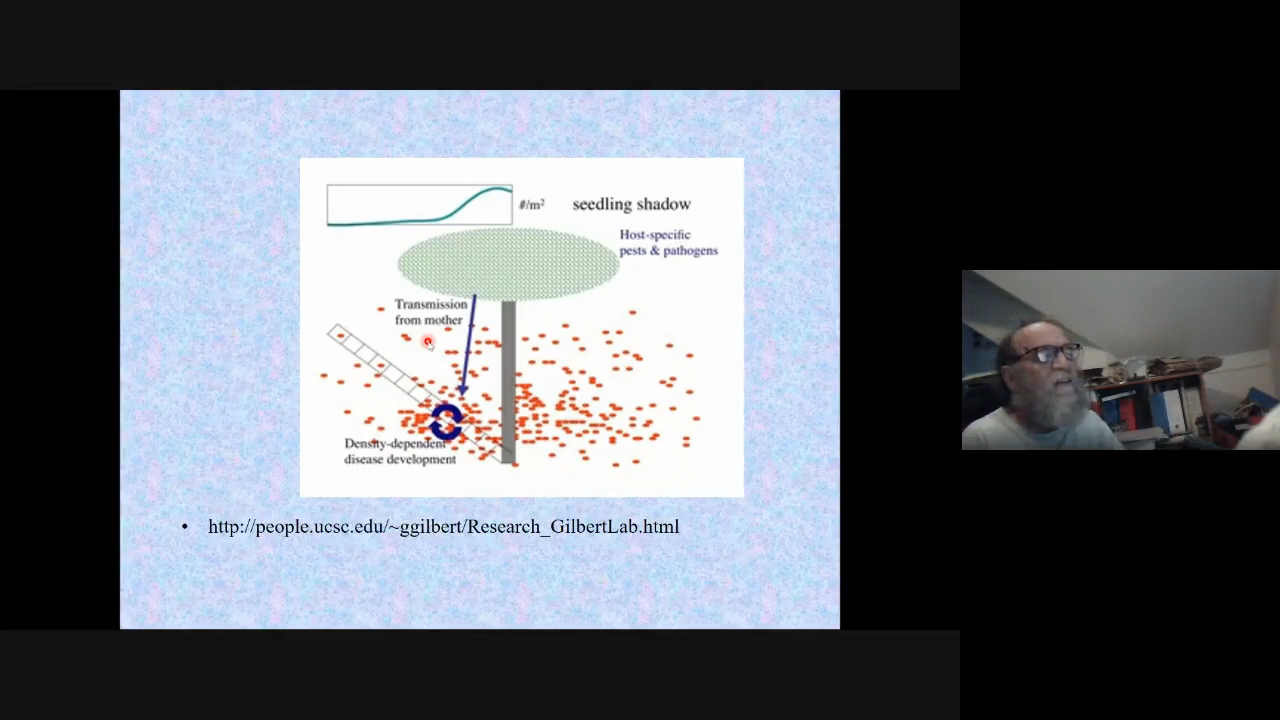 #/m²
seedling shadow
Host-specific
pests & pathogens
Transmission
from mother
Density-dependent
disease development
• http://people.ucsc.edu/~ggilbert/Research_GilbertLab.html